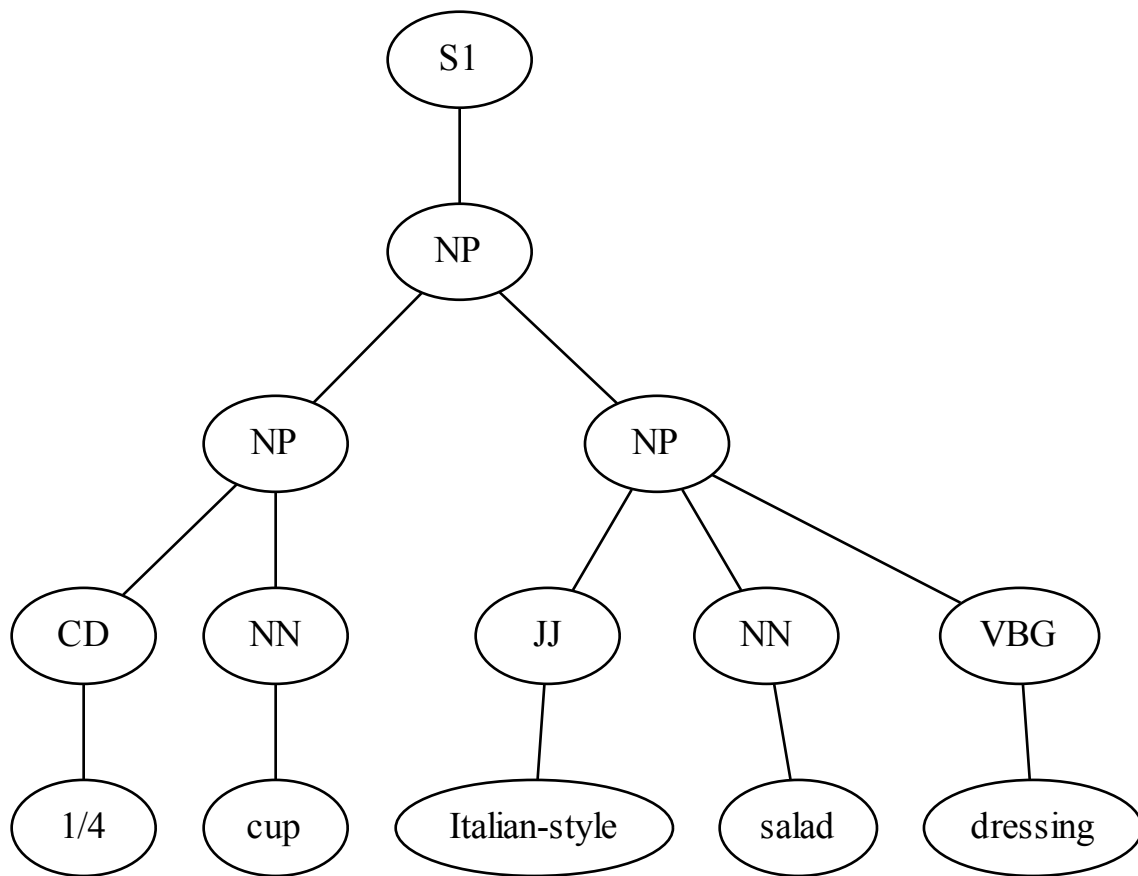 S1
NP
NP NP
CD NN JJ NN VBG
1/4 cup Italian-style salad dressing